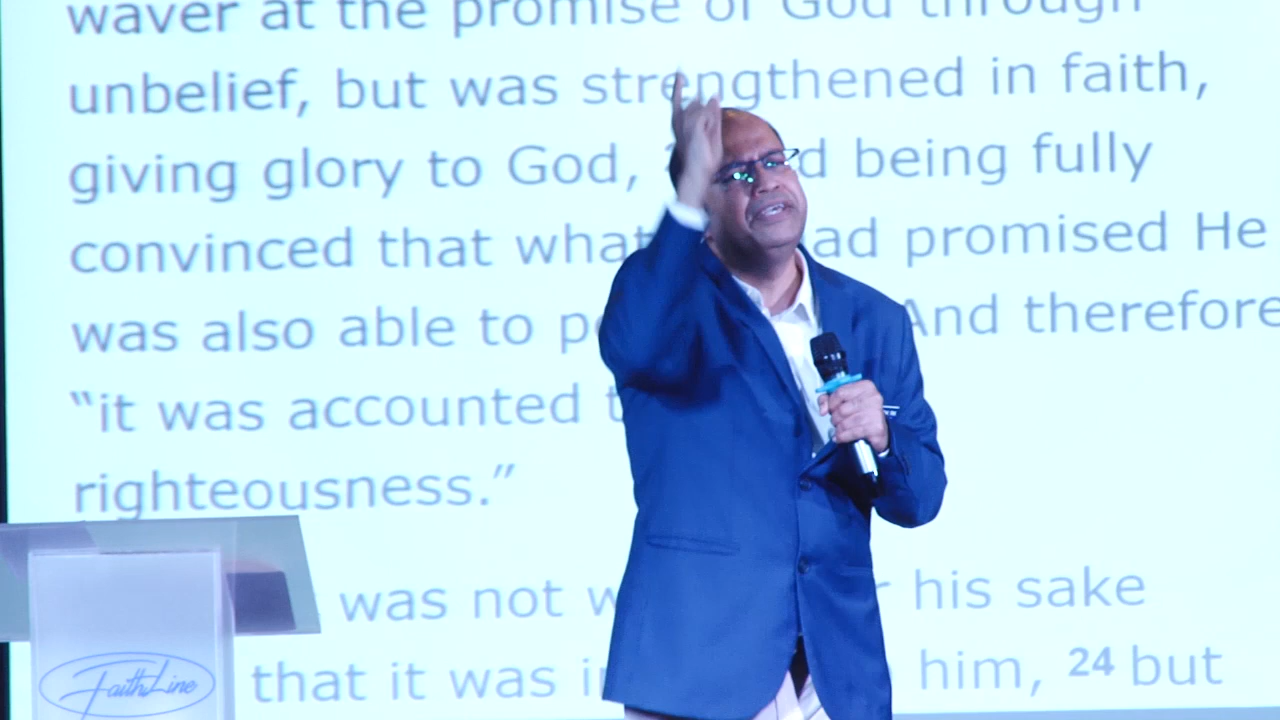 waver at the promise of God through
unbelief, but was strengthened in faith,
giving glory to God, being fully
convinced that what had promised He
was also able to And therefore
“it was accounted
righteousness.”
was not his sake
that it was him, 24 but
FaithLine